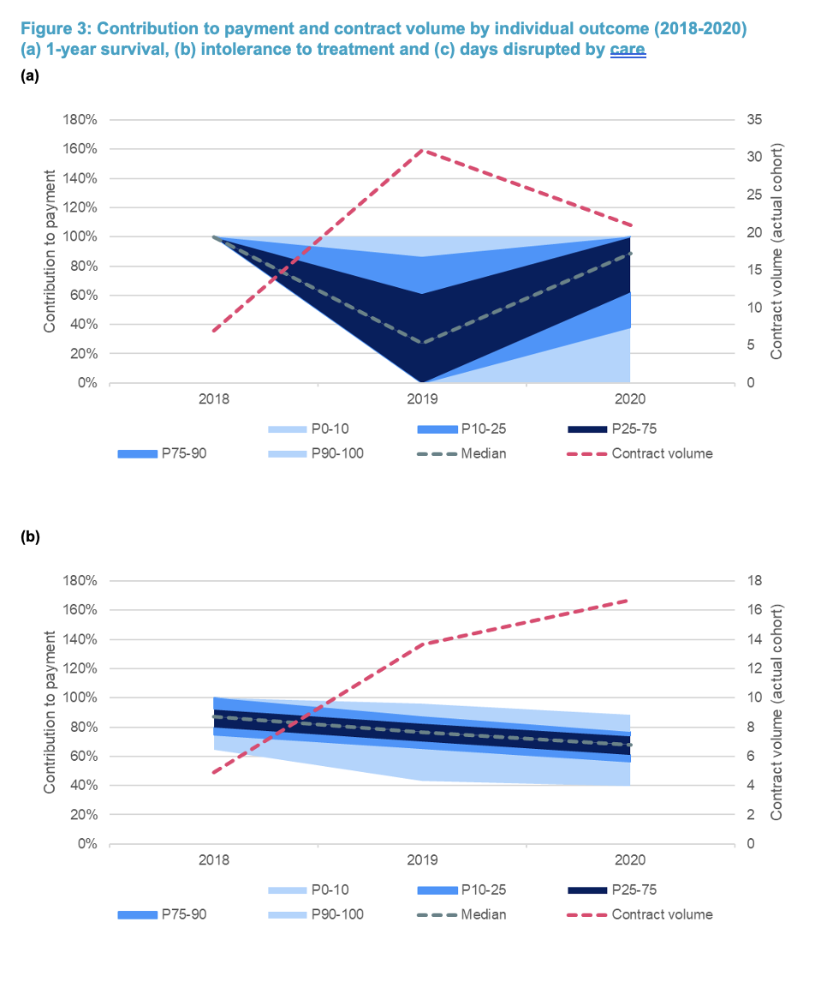 Figure 3: Contribution to payment and contract volume by individual outcome (2018-2020)
(a) 1-year survival, (b) intolerance to treatment and (c) days disrupted by care
(a)
180%
160%
140%
120%
100%
80%
60%
40%
20%
0%
Contribution to payment
35
30
25
20
15
10
5
0
Contract volume (actual cohort)
2018 2019 2020
P0-10 P10-25 P25-75
P75-90 P90-100 Median Contract volume
(b)
180%
160%
140%
120%
100%
80%
60%
40%
20%
0%
Contribution to payment
18
16
14
12
10
8
6
4
2
0
Contract volume (actual cohort)
2018 2019 2020
P0-10 P10-25 P25-75
P75-90 P90-100 Median Contract volume